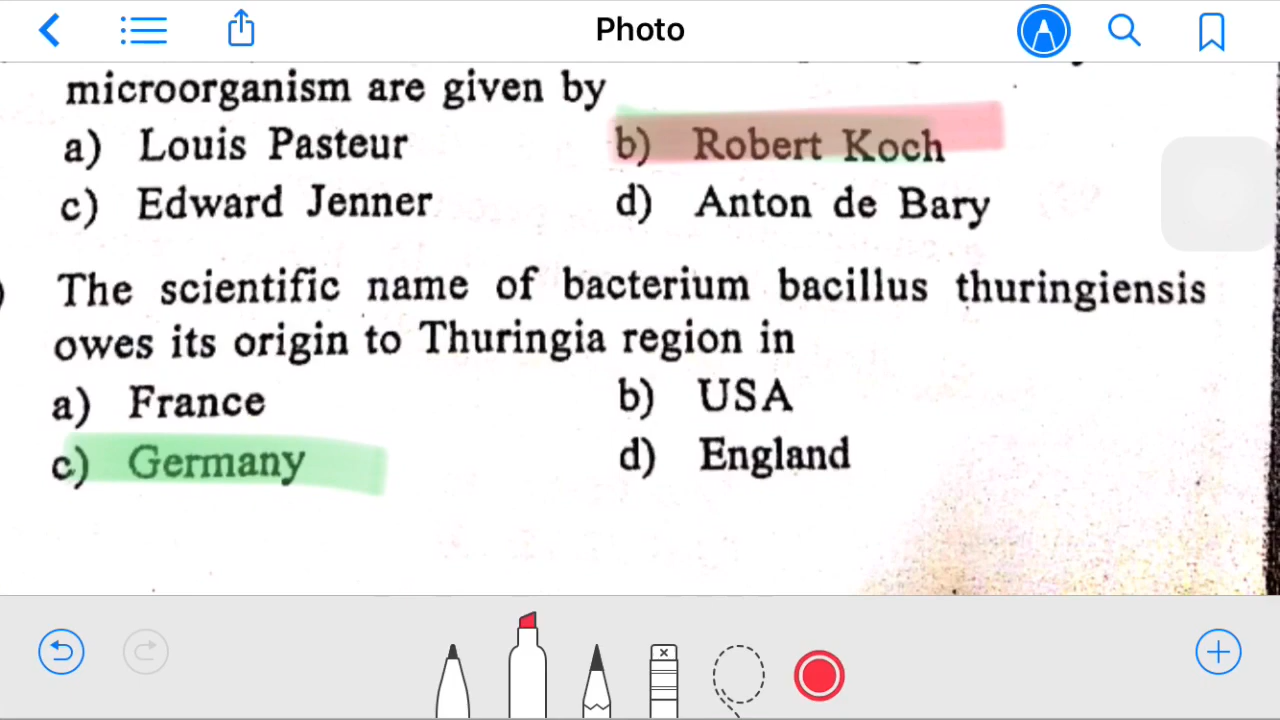 Photo
microorganism are given by
a) Louis Pasteur b) Robert Koch
c) Edward Jenner d) Anton de Bary
The scientific name of bacterium bacillus thuringiensis
owes its origin to Thuringia region in
a) France b) USA
c) Germany d) England